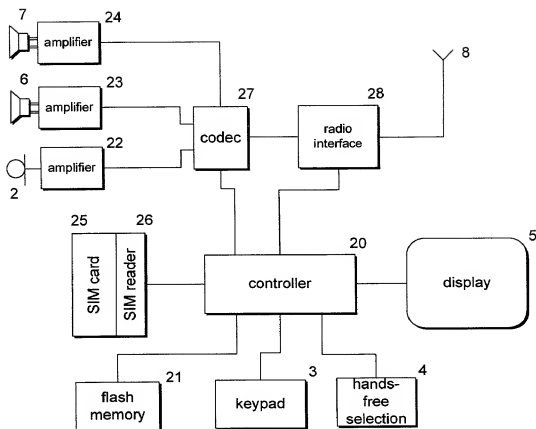 7
24
amplifier
6
23
amplifier
22
amplifier
2
27
codec
28
radio
interface
8
25
26
SIM card
SIM reader
20
controller
5
display
21
flash
memory
3
keypad
4
hands-
free
selection